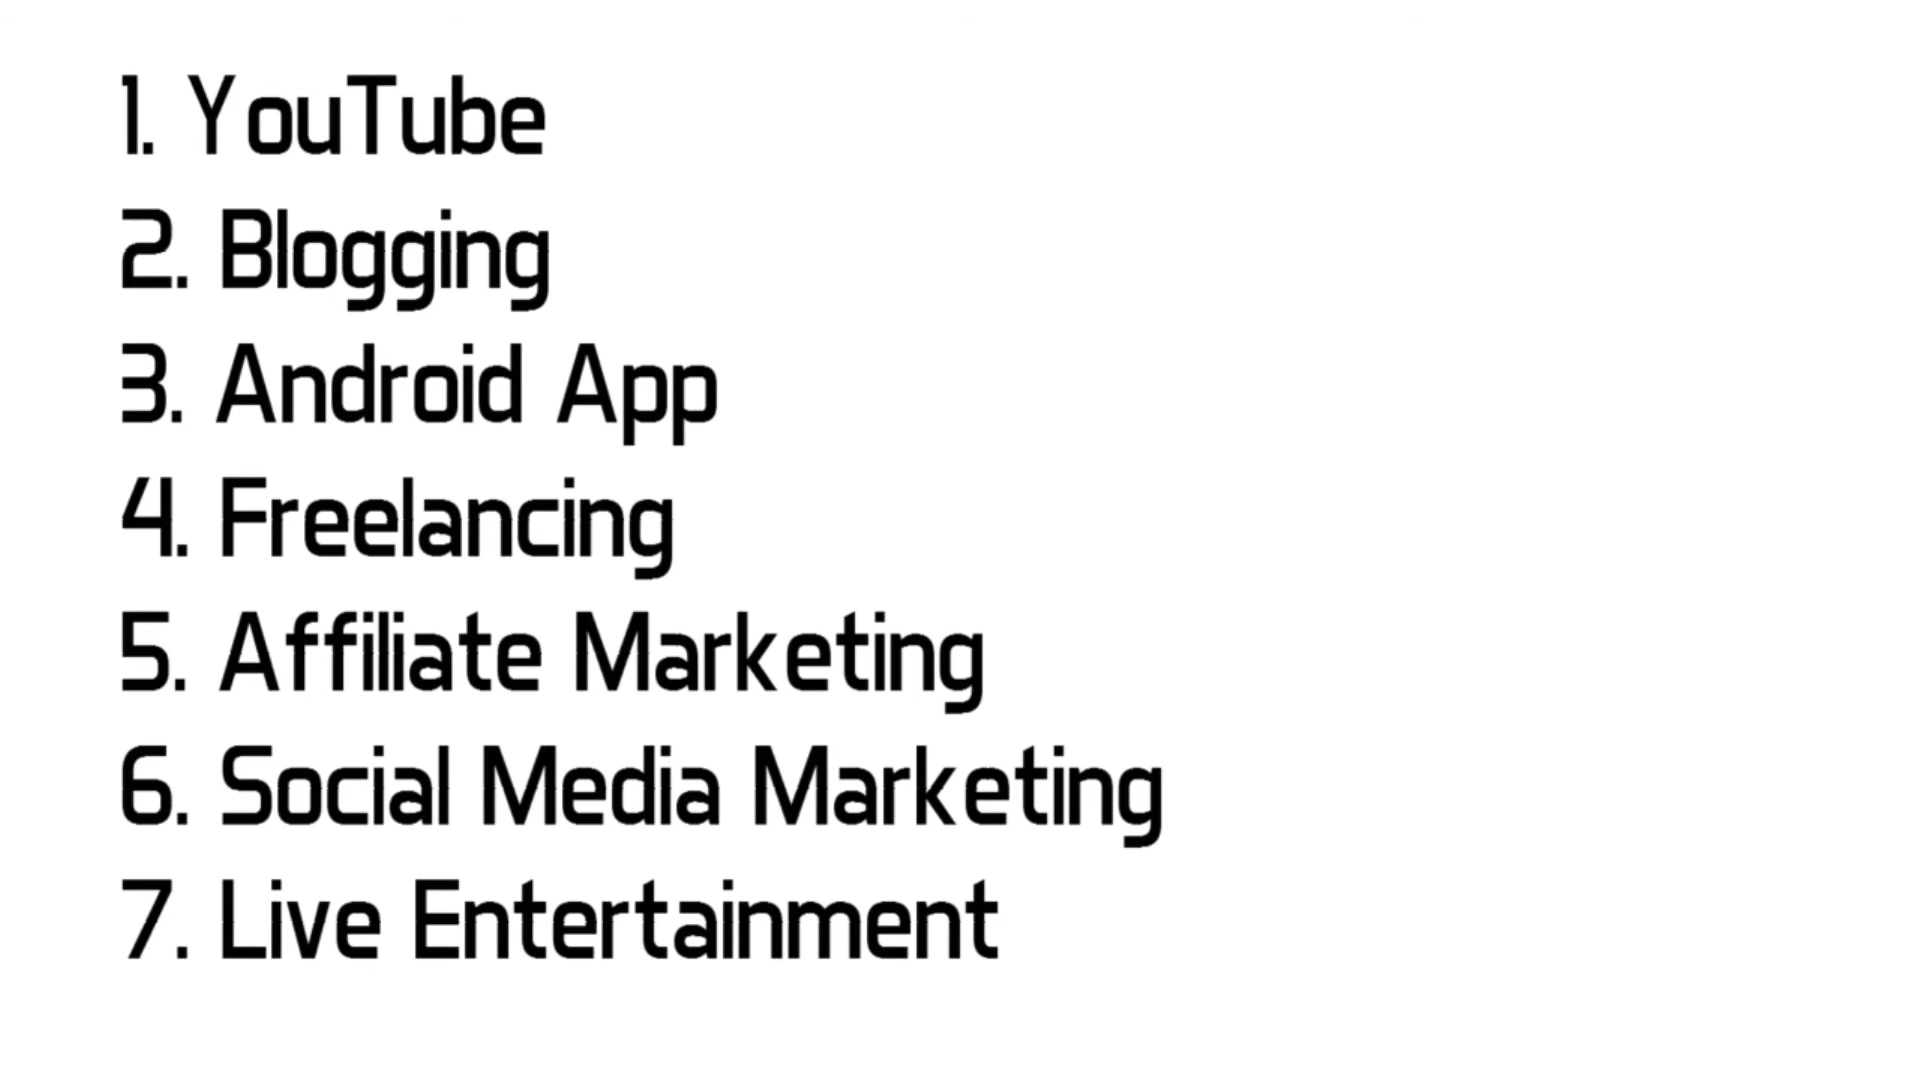 1. YouTube
2. Blogging
3. Android App
4. Freelancing
5. Affiliate Marketing
6. Social Media Marketing
7. Live Entertainment